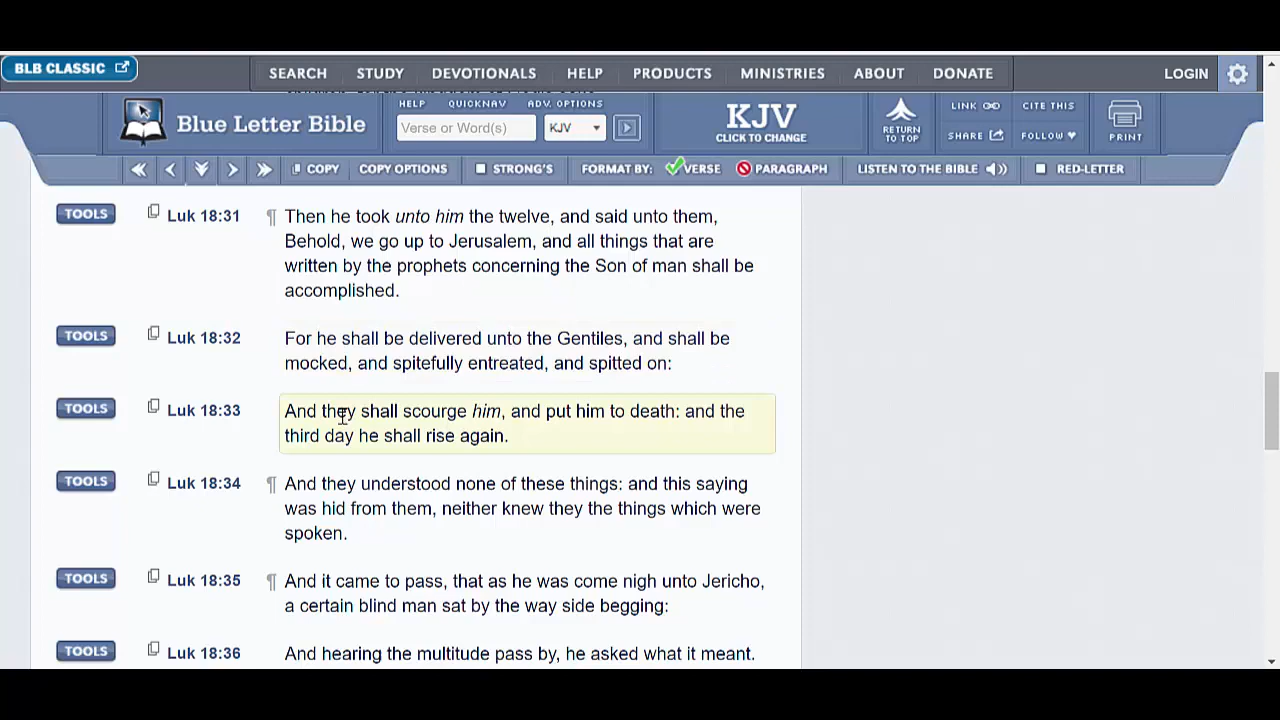 BLB CLASSIC
SEARCH STUDY DEVOTIONALS HELP PRODUCTS MINISTRIES ABOUT DONATE LOGIN
Blue Letter Bible
HELP QUICKNAV ADV. OPTIONS
Verse or Word(s) KJV
KJV
CLICK TO CHANGE
RETURN
TO TOP
LINK CITE THIS
SHARE FOLLOW
PRINT
COPY COPY OPTIONS STRONG'S FORMAT BY: VERSE PARAGRAPH LISTEN TO THE BIBLE RED-LETTER
TOOLS Luk 18:31 ¶ Then he took unto him the twelve, and said unto them,
Behold, we go up to Jerusalem, and all things that are
written by the prophets concerning the Son of man shall be
accomplished.
TOOLS Luk 18:32 For he shall be delivered unto the Gentiles, and shall be
mocked, and spitefully entreated, and spitted on:
TOOLS Luk 18:33 And they shall scourge him, and put him to death: and the
third day he shall rise again.
TOOLS Luk 18:34 ¶ And they understood none of these things: and this saying
was hid from them, neither knew they the things which were
spoken.
TOOLS Luk 18:35 ¶ And it came to pass, that as he was come nigh unto Jericho,
a certain blind man sat by the way side begging:
TOOLS Luk 18:36 And hearing the multitude pass by, he asked what it meant.